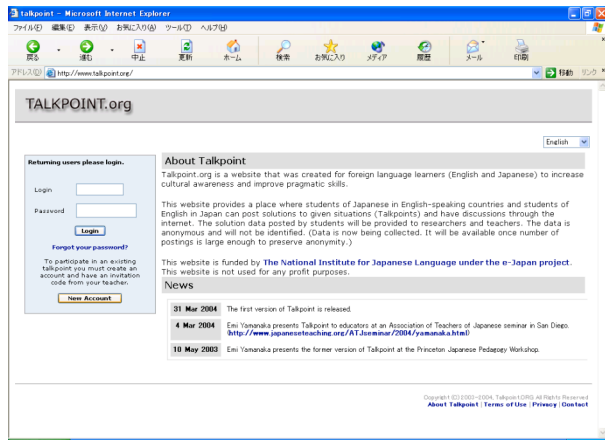 talkpoint - Microsoft Internet Explorer
ファイル(F) 編集(E) 表示(V) お気に入り(A) ツール(T) ヘルプ(H)
戻る 進む 中止 更新 ホーム 検索 お気に入り メディア 履歴 メール 印刷
アドレス(D) http://www.talkpoint.org/ 移動 リンク
TALKPOINT.org
English
Returning users please login.
Login
Password
Login
Forgot your password?
To participate in an existing
talkpoint you must create an
account and have an invitation
code from your teacher.
New Account
About Talkpoint
Talkpoint.org is a website that was created for foreign language learners (English and Japanese) to increase
cultural awareness and improve pragmatic skills.
This website provides a place where students of Japanese in English-speaking countries and students of
English in Japan can post solutions to given situations (Talkpoints) and have discussions through the
internet. The solution data posted by students will be provided to researchers and teachers. The data is
anonymous and will not be identified. (Data is now being collected. It will be available once number of
postings is large enough to preserve anonymity.)
This website is funded by The National Institute for Japanese Language under the e-Japan project.
This website is not used for any profit purposes.
News
31 Mar 2004 The first version of Talkpoint is released.
4 Mar 2004 Emi Yamanaka presents Talkpoint to educators at an Association of Teachers of Japanese seminar in San Diego.
(http://www.japaneseteaching.org/ATJseminar/2004/yamanaka.html)
10 May 2003 Emi Yamanaka presents the former version of Talkpoint at the Princeton Japanese Pedagogy Workshop.
Copyright (C) 2003-2004, Talkpoint.ORG. All Rights Reserved
About Talkpoint | Terms of Use | Privacy | Contact